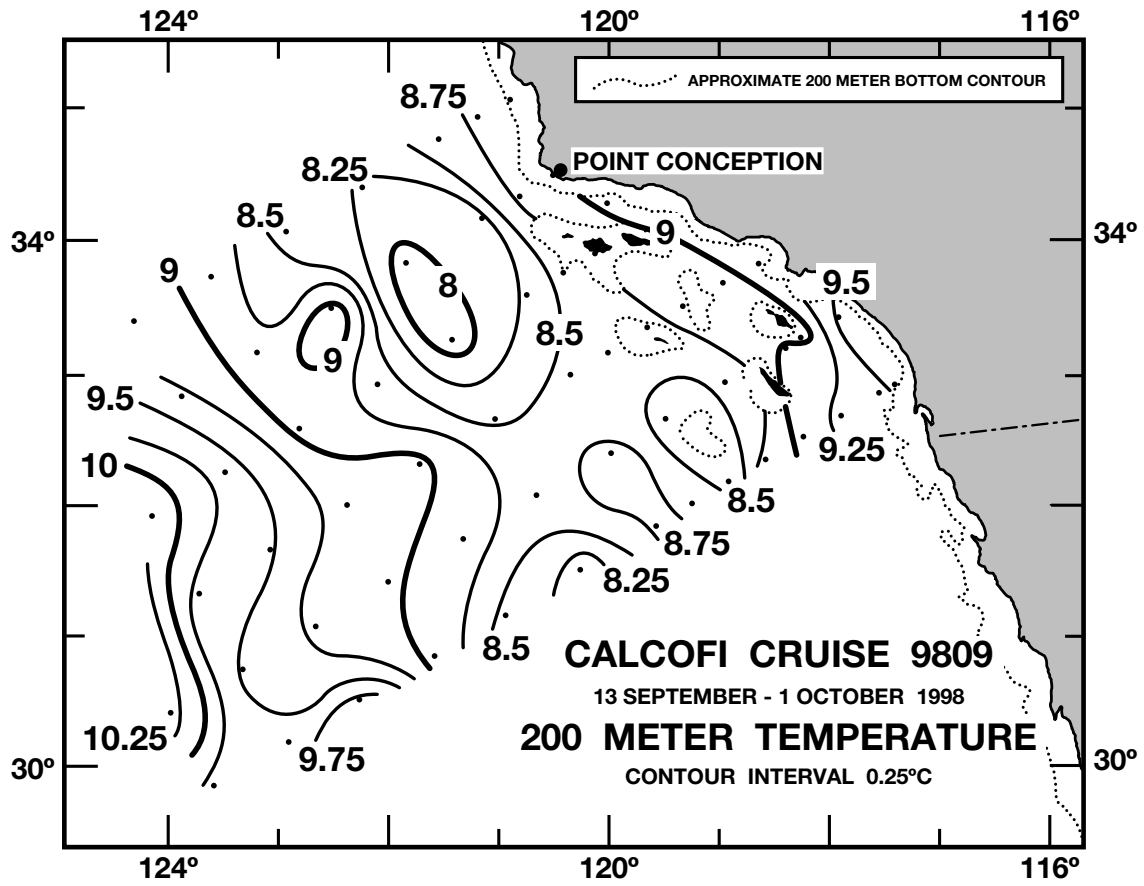 124º 120º 116º
APPROXIMATE 200 METER BOTTOM CONTOUR
8.75
POINT CONCEPTION
8.25
8.5
34º 9 34º
9
8 9.5
8.5
9
9.5
9.25
10
8.5
8.75
8.25
8.5
CALCOFI CRUISE 9809
13 SEPTEMBER - 1 OCTOBER 1998
200 METER TEMPERATURE
10.25
9.75
30º 30º
CONTOUR INTERVAL 0.25ºC
124º 120º 116º